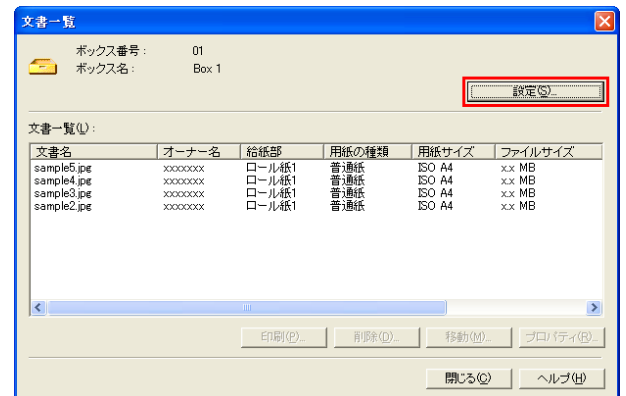 文書一覧
ボックス番号 : 01
ボックス名 : Box 1
設定(S)...
文書一覧(L) :
文書名 オーナー名 給紙部 用紙の種類 用紙サイズ ファイルサイズ
sample5.jpg xxxxxxx ロール紙1 普通紙 ISO A4 x.x MB
sample4.jpg xxxxxxx ロール紙1 普通紙 ISO A4 x.x MB
sample3.jpg xxxxxxx ロール紙1 普通紙 ISO A4 x.x MB
sample2.jpg xxxxxxx ロール紙1 普通紙 ISO A4 x.x MB
印刷(P)... 削除(D)... 移動(M)... プロパティ(R)...
閉じる(C) ヘルプ(H)